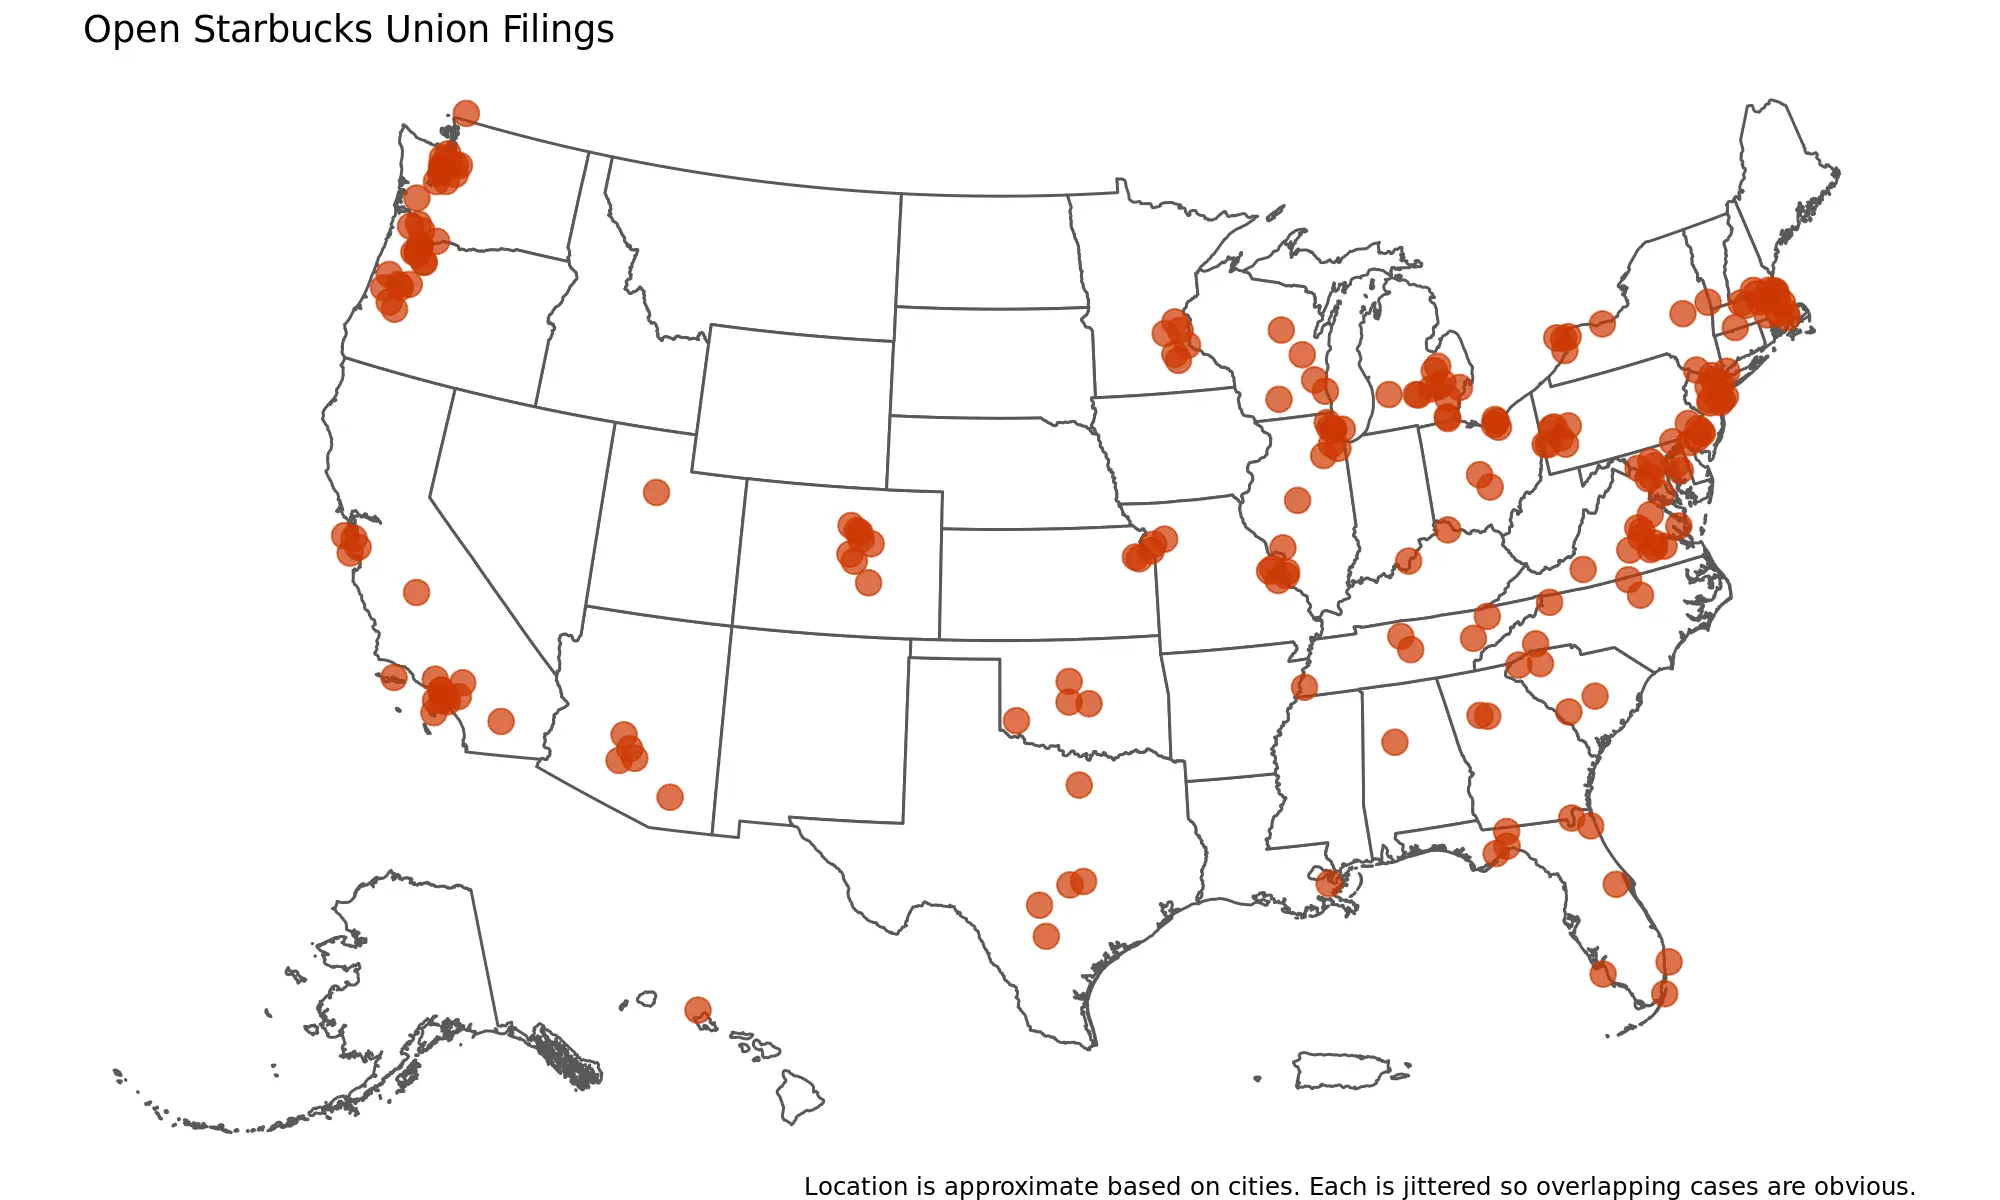 Open Starbucks Union Filings
Location is approximate based on cities. Each is jittered so overlapping cases are obvious.